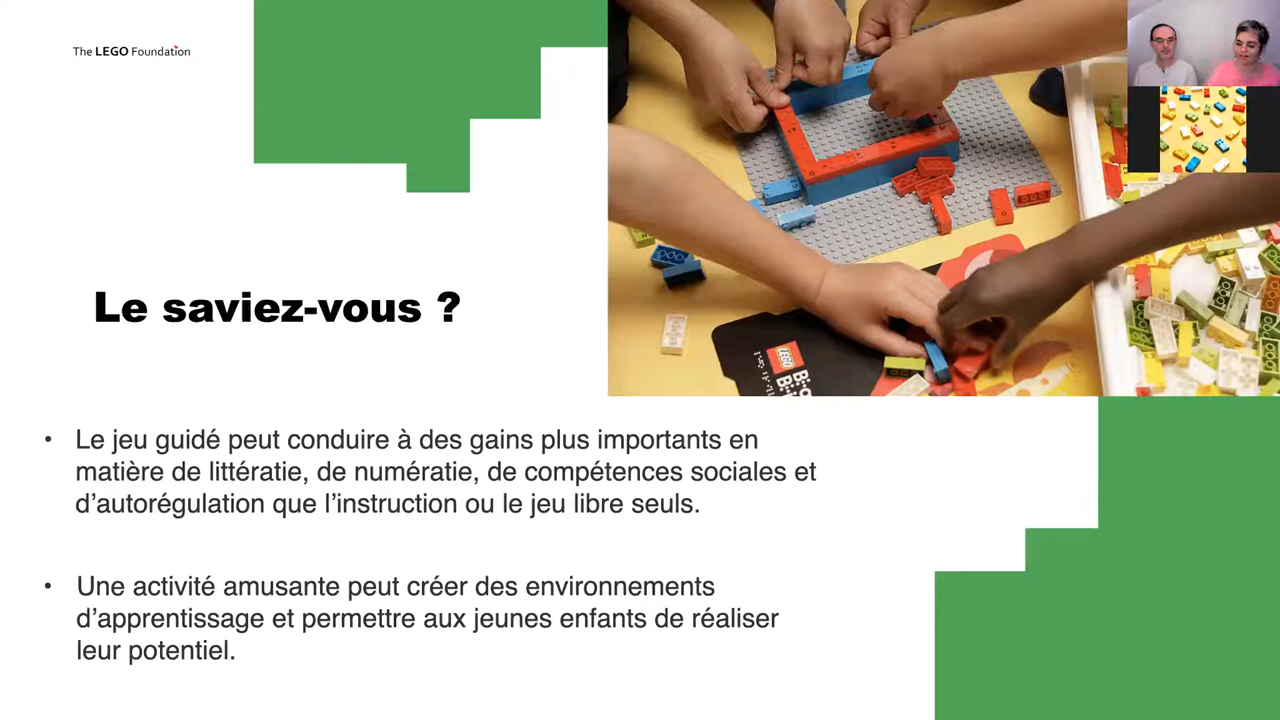 The LEGO Foundation
Le saviez-vous ?
LEGO
• Le jeu guidé peut conduire à des gains plus importants en
matière de littératie, de numératie, de compétences sociales et
d’autorégulation que l’instruction ou le jeu libre seuls.
• Une activité amusante peut créer des environnements
d’apprentissage et permettre aux jeunes enfants de réaliser
leur potentiel.